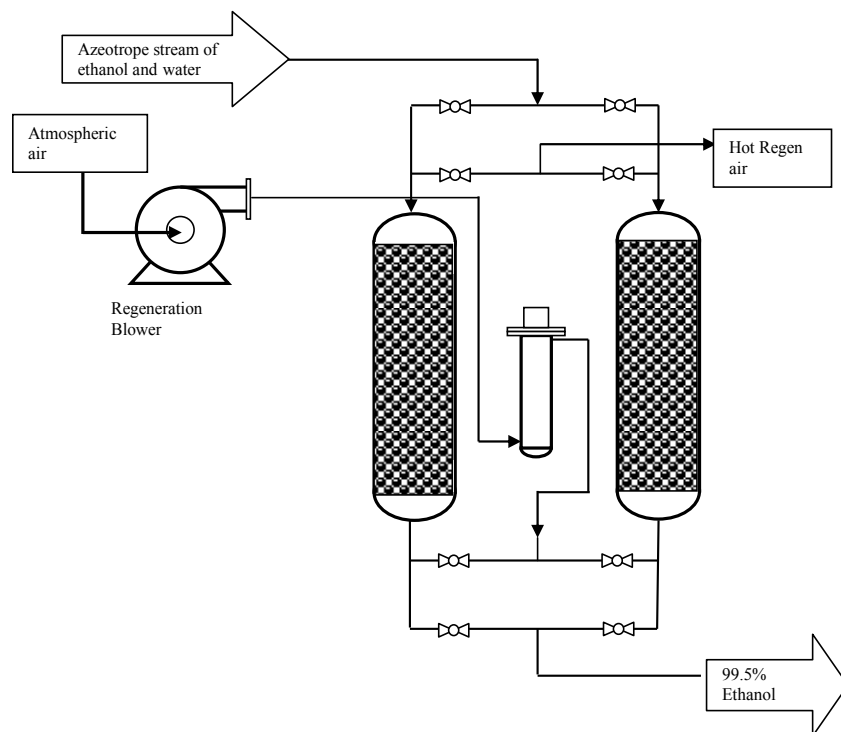 Azeotrope stream of
ethanol and water
Atmospheric
air
Hot Regen
air
Regeneration
Blower
99.5%
Ethanol